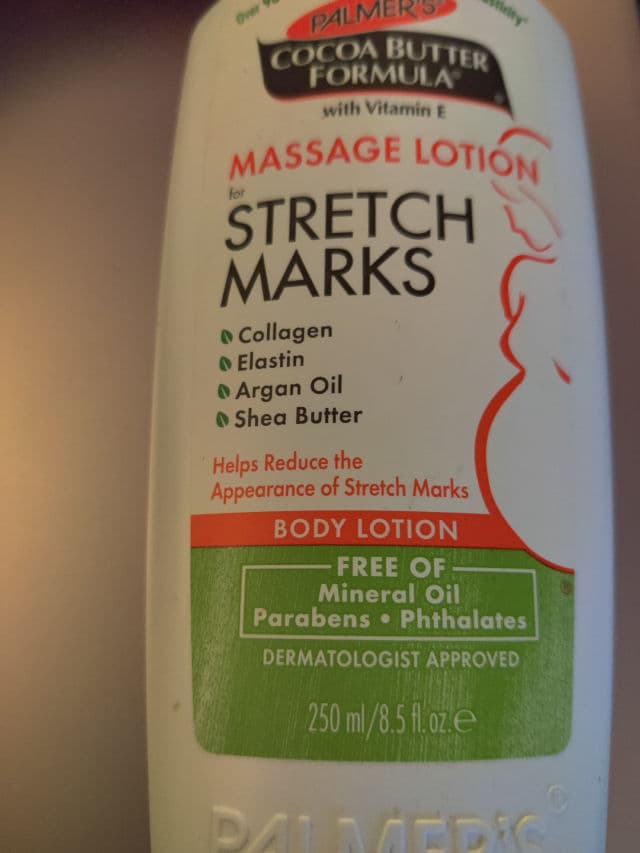 Over
PALMER'S®
COCOA BUTTER
FORMULA®
with Vitamin E
MASSAGE LOTION
for
STRETCH
MARKS
Collagen
Elastin
Argan Oil
Shea Butter
Helps Reduce the
Appearance of Stretch Marks
BODY LOTION
FREE OF
Mineral Oil
Parabens • Phthalates
DERMATOLOGIST APPROVED
250 ml/8.5 fl. oz. ℮
PALMER'S®